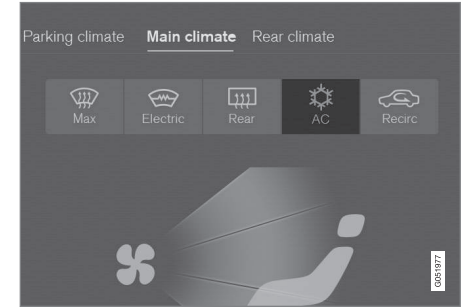 Parking climate Main climate Rear climate
Max Electric Rear AC Recirc
G051977